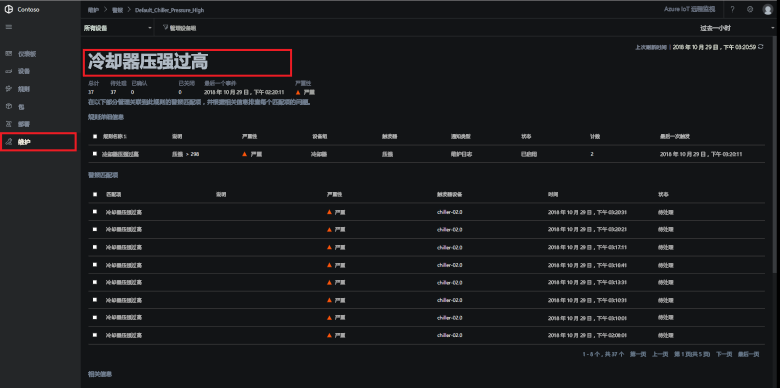 Contoso
维护 > 警报 > Default_Chiller_Pressure_High
Azure IoT 远程监视
?
所有设备
管理设备组
过去一小时
上次刷新时间 | 2018 年 10 月 29 日,下午 03:20:59
仪表板
设备
规则
包
部署
维护
冷却器压强过高
总计 待处理 已确认 已关闭 最后一个事件 严重性
37 37 0 0 2018 年 10 月 29 日,下午 02:20:11 严重
在以下部分管理关联到此规则的警报匹配项,并根据相关信息排查每个匹配项的问题。
规则详细信息
规则名称 说明 严重性 设备组 触发器 通知类型 状态 计数 最后一次触发
冷却器压强过高 压强 > 298 严重 冷却器 压强 维护日志 已启用 2 2018 年 10 月 29 日,下午 03:20:11
警报匹配项
匹配项 说明 严重性 触发器设备 时间 状态
冷却器压强过高 严重 chiller-02.0 2018 年 10 月 29 日,下午 03:20:31 待处理
冷却器压强过高 严重 chiller-02.0 2018 年 10 月 29 日,下午 03:20:21 待处理
冷却器压强过高 严重 chiller-02.0 2018 年 10 月 29 日,下午 03:17:11 待处理
冷却器压强过高 严重 chiller-02.0 2018 年 10 月 29 日,下午 03:16:41 待处理
冷却器压强过高 严重 chiller-02.0 2018 年 10 月 29 日,下午 03:13:31 待处理
冷却器压强过高 严重 chiller-02.0 2018 年 10 月 29 日,下午 03:10:31 待处理
冷却器压强过高 严重 chiller-02.0 2018 年 10 月 29 日,下午 03:10:01 待处理
冷却器压强过高 严重 chiller-02.0 2018 年 10 月 29 日,下午 02:08:01 待处理
1 - 8 个,共 37 个 第一页 上一页 第 1 页(共 5 页) 下一页 最后一页
相关信息